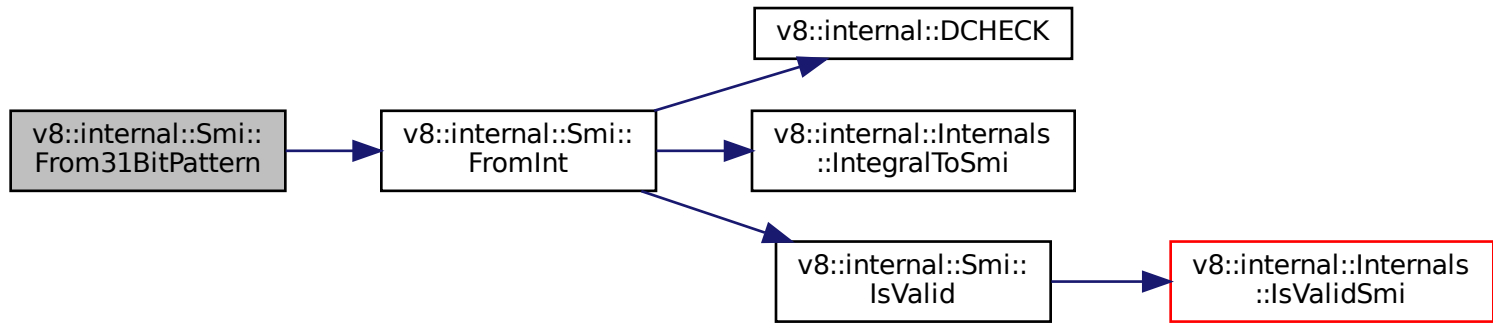 v8::internal::DCHECK
v8::internal::Smi::
From31BitPattern
v8::internal::Smi::
FromInt
v8::internal::Internals
::IntegralToSmi
v8::internal::Smi::
IsValid
v8::internal::Internals
::IsValidSmi